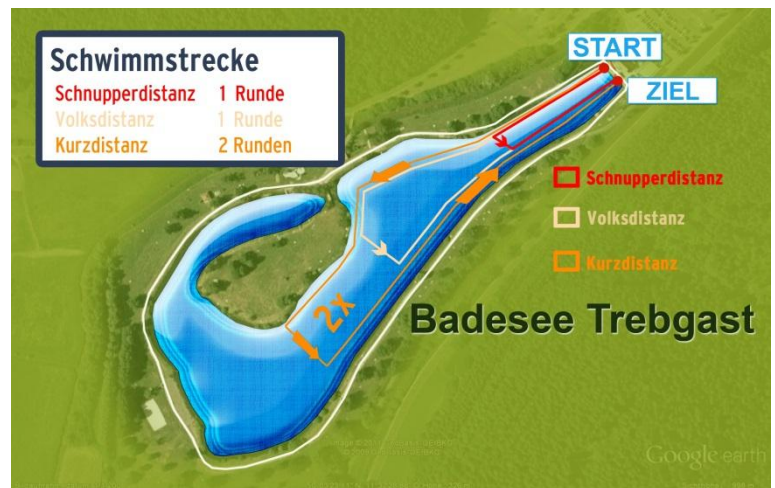 Schwimmstrecke
Schnupperdistanz 1 Runde
Volksdistanz 1 Runde
Kurzdistanz 2 Runden
START
ZIEL
Schnupperdistanz
Volksdistanz
Kurzdistanz
2x
Badesee Trebgast
Google earth